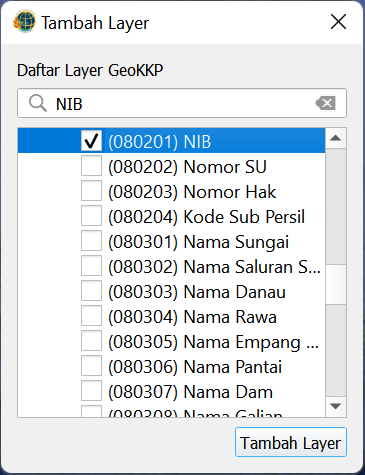 Tambah Layer
Daftar Layer GeoKKP
NIB
(080201) NIB
(080202) Nomor SU
(080203) Nomor Hak
(080204) Kode Sub Persil
(080301) Nama Sungai
(080302) Nama Saluran S...
(080303) Nama Danau
(080304) Nama Rawa
(080305) Nama Empang ...
(080306) Nama Pantai
(080307) Nama Dam
(080308) Nama Galian
Tambah Layer